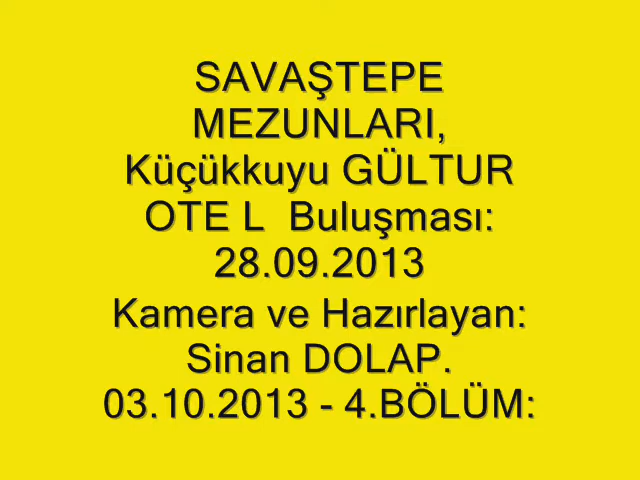 SAVAŞTEPE
MEZUNLARI,
Küçükkuyu GÜLTUR
OTE L  Buluşması:
28.09.2013
Kamera ve Hazırlayan:
Sinan DOLAP.
03.10.2013 - 4.BÖLÜM: